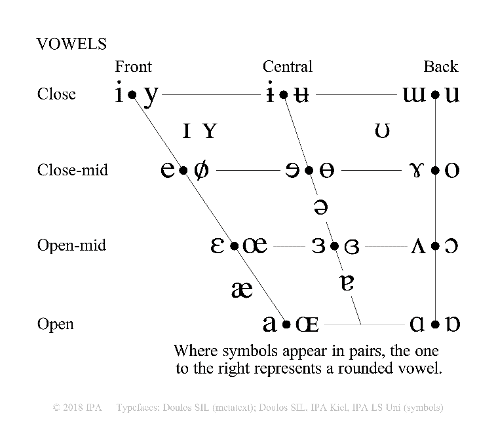 VOWELS
Front Central Back
Close i y ɨ ʉ ɯ u
ɪ ʏ ʊ
Close-mid e ø ɘ ɵ ɤ o
ə
Open-mid ɛ œ ɜ ɞ ʌ ɔ
æ ɐ
Open a ɶ ɑ ɒ
Where symbols appear in pairs, the one
to the right represents a rounded vowel.
© 2018 IPA Typefaces: Doulos SIL (metatext); Doulos SIL, IPA Kiel, IPA LS Uni (symbols)